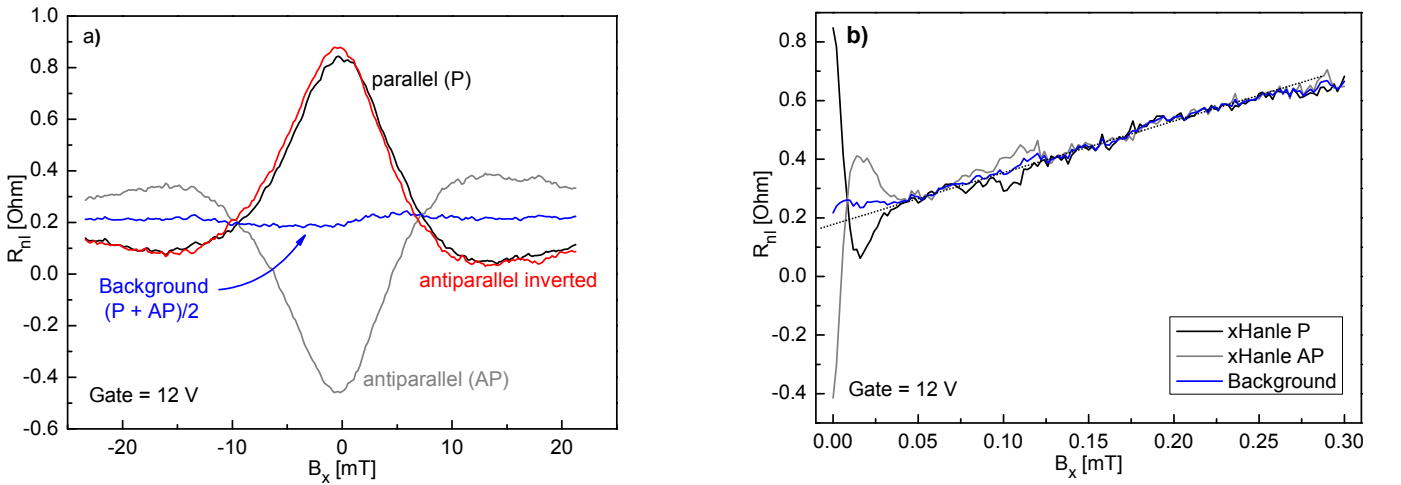 a)
1.0
0.8
0.6
0.4
0.2
0.0
-0.2
-0.4
-0.6
R_nl [Ohm]
parallel (P)
antiparallel inverted
Background
(P + AP)/2
antiparallel (AP)
Gate = 12 V
-20 -10 0 10 20
B_x [mT]
b)
0.8
0.6
0.4
0.2
0.0
-0.2
-0.4
R_nl [Ohm]
xHanle P
xHanle AP
Background
Gate = 12 V
0.00 0.05 0.10 0.15 0.20 0.25 0.30
B_x [mT]